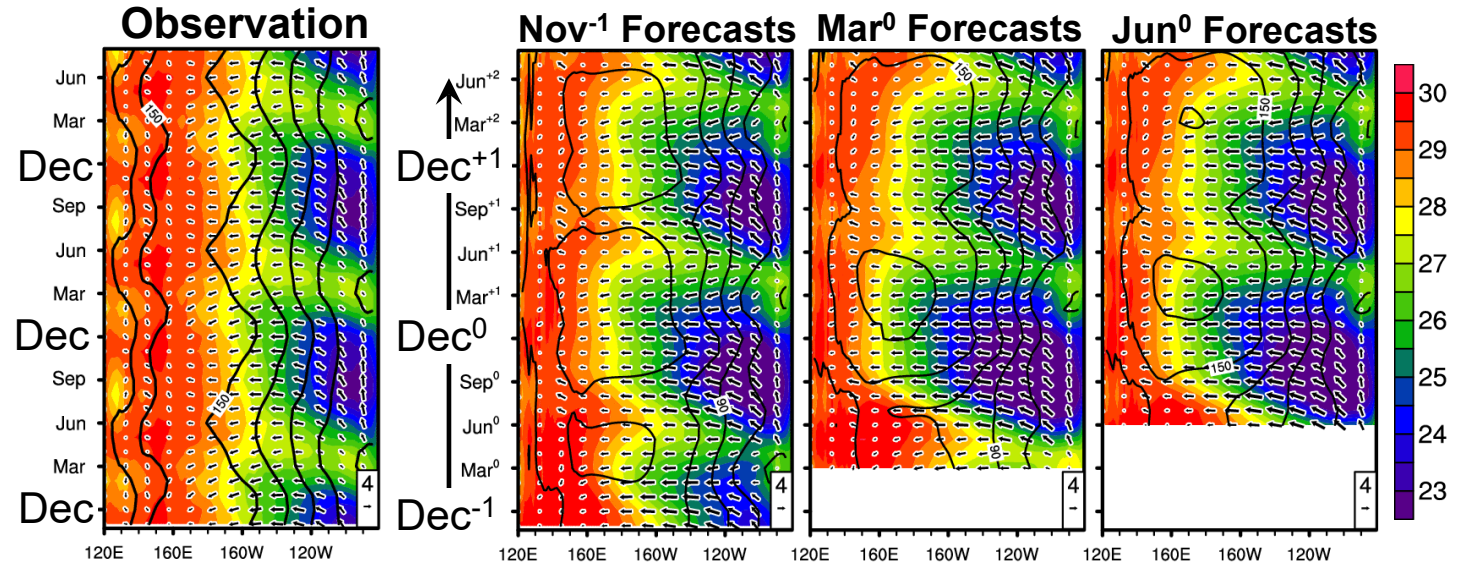 Observation
Nov-1 Forecasts
Mar0 Forecasts
Jun0 Forecasts
Jun
Mar
Dec
Sep
Jun
Mar
Dec
Sep
Jun
Mar
Dec
150
150
4
120E 160E 160W 120W
Jun+2
Mar+2
Dec+1
Sep+1
Jun+1
Mar+1
Dec0
Sep0
Jun0
Mar0
Dec-1
90
4
120E 160E 160W 120W
150
90
4
120E 160E 160W 120W
150
150
4
120E 160E 160W 120W
30
29
28
27
26
25
24
23